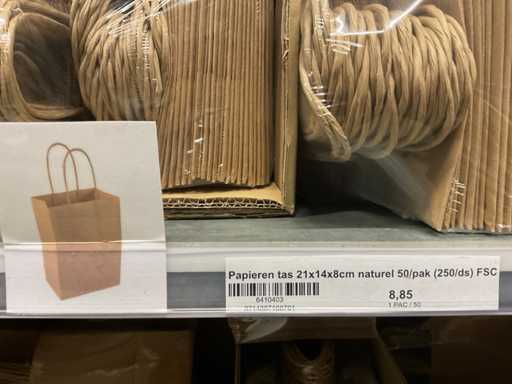 Papieren tas 21x14x8cm naturel 50/pak (250/ds) FSC
6410403
8,85
1 PAC / 50